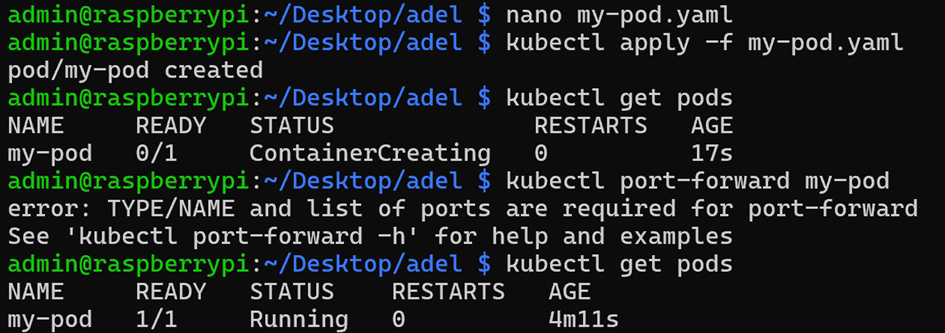 admin@raspberrypi:~/Desktop/adel $ nano my-pod.yaml
admin@raspberrypi:~/Desktop/adel $ kubectl apply -f my-pod.yaml
pod/my-pod created
admin@raspberrypi:~/Desktop/adel $ kubectl get pods
NAME     READY   STATUS              RESTARTS   AGE
my-pod   0/1     ContainerCreating   0          17s
admin@raspberrypi:~/Desktop/adel $ kubectl port-forward my-pod
error: TYPE/NAME and list of ports are required for port-forward
See 'kubectl port-forward -h' for help and examples
admin@raspberrypi:~/Desktop/adel $ kubectl get pods
NAME     READY   STATUS    RESTARTS   AGE
my-pod   1/1     Running   0          4m11s